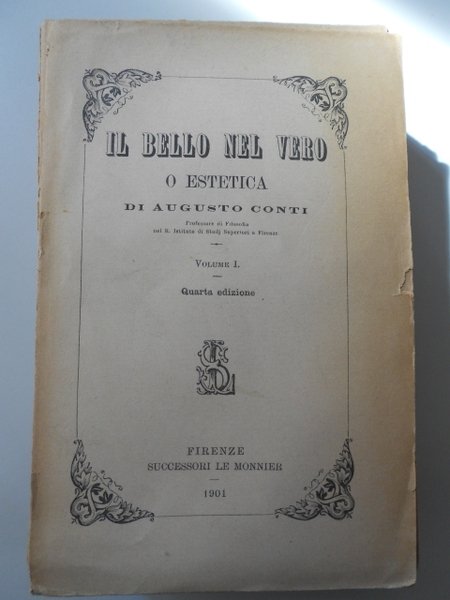 IL BELLO NEL VERO
O ESTETICA
DI AUGUSTO CONTI
Professore di Filosofia
nel R. Istituto di Studj Superiori a Firenze
VOLUME I.
Quarta edizione
FIRENZE
SUCCESSORI LE MONNIER
1901